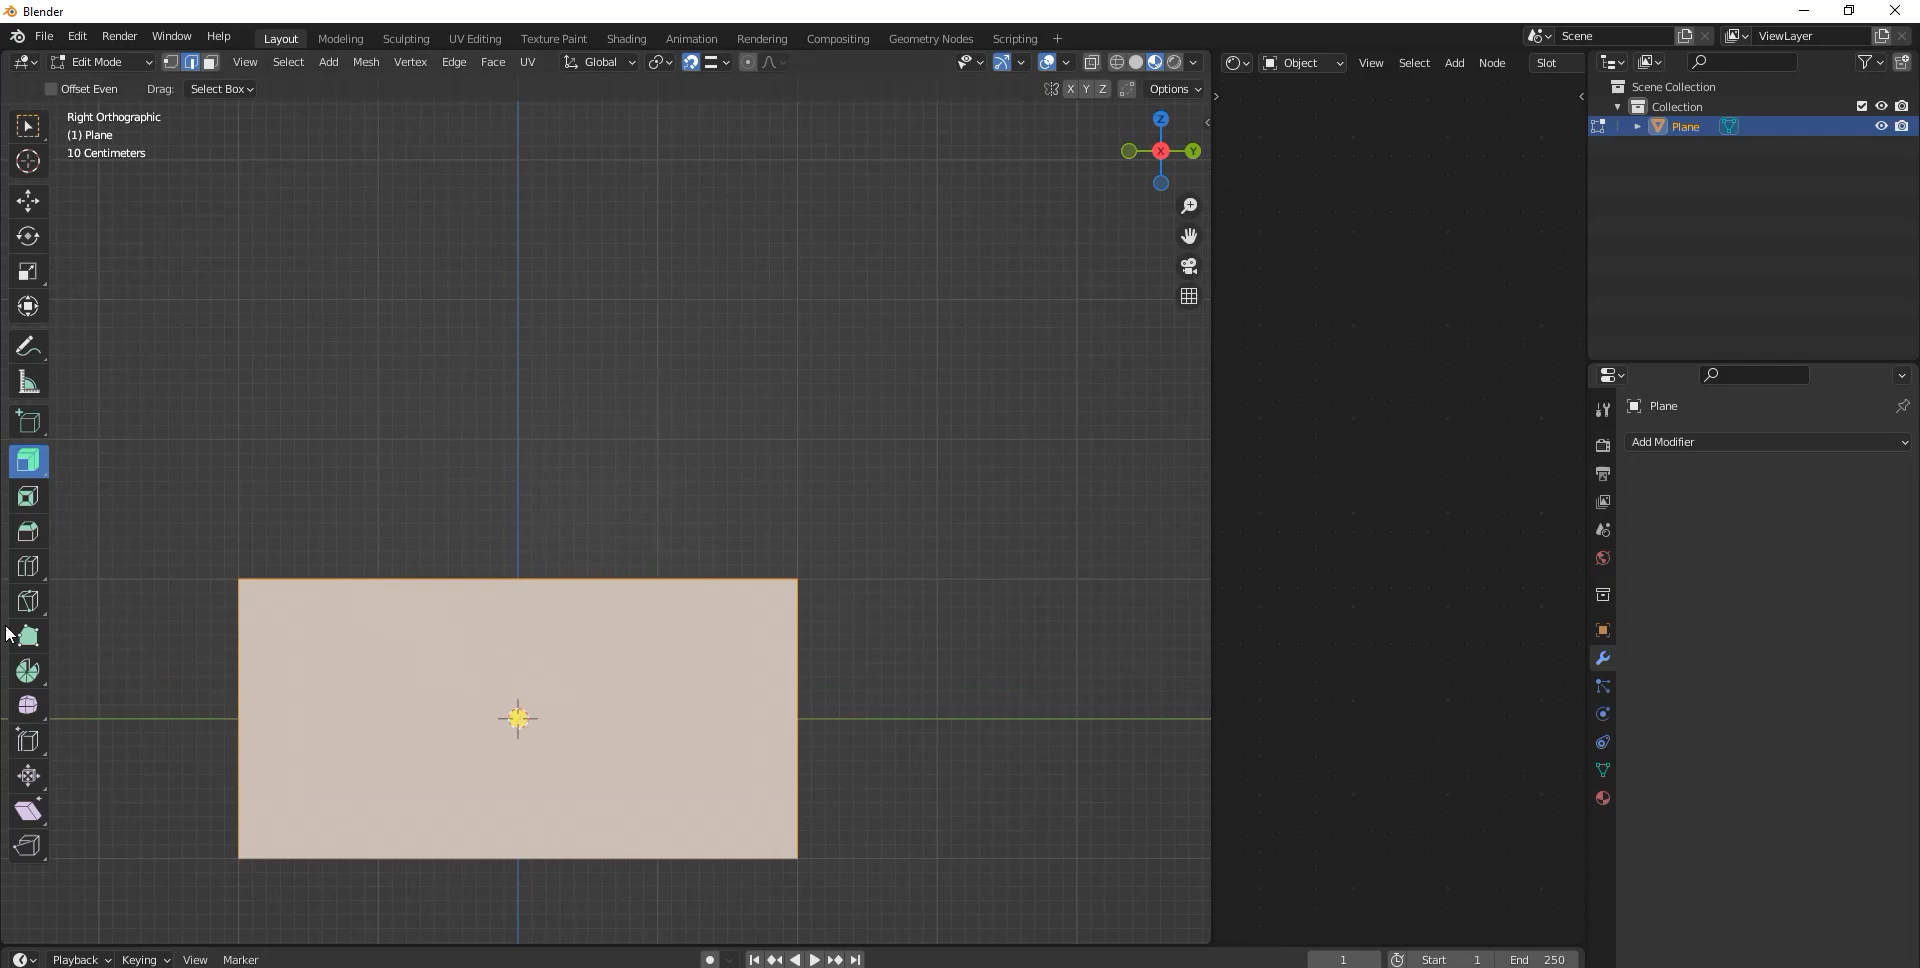 Blender
File Edit Render Window Help Layout Modeling Sculpting UV Editing Texture Paint Shading Animation Rendering Compositing Geometry Nodes Scripting + Scene ViewLayer
Edit Mode View Select Add Mesh Vertex Edge Face UV Global Object View Select Add Node Slot
Offset Even Drag: Select Box X Y Z Options
Scene Collection
Collection
Plane
Right Orthographic
(1) Plane
10 Centimeters
Z
X
Y
Plane
Add Modifier
Playback Keying View Marker 1 Start 1 End 250